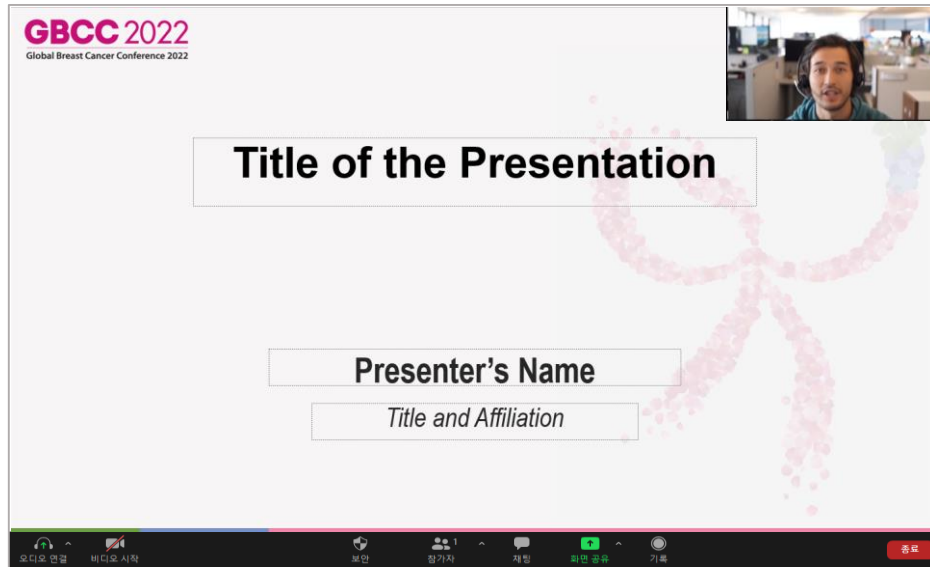 GBCC 2022
Global Breast Cancer Conference 2022
Title of the Presentation
Presenter's Name
Title and Affiliation
오디오 연결
비디오 시작
보안
1
참가자
채팅
화면 공유
기록
종료